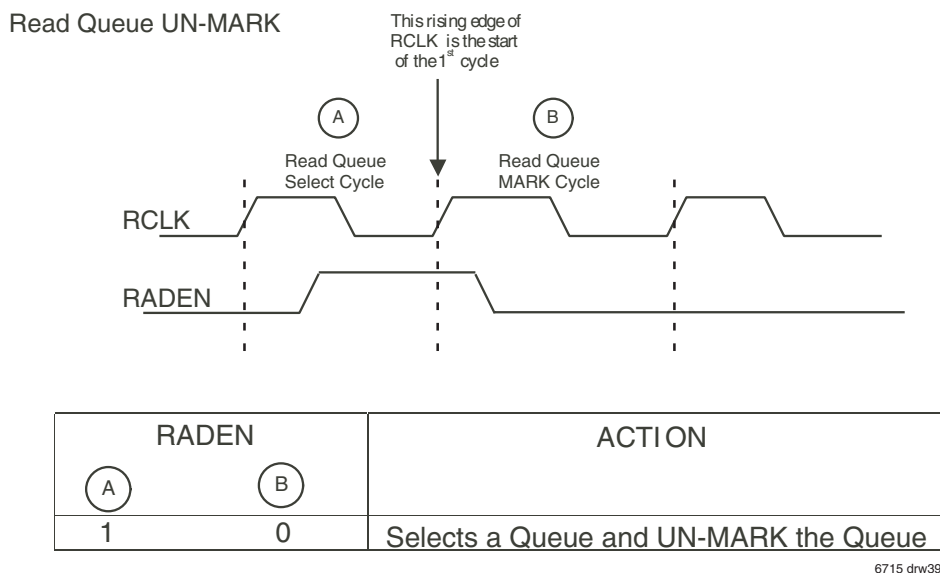 Read Queue UN-MARK
This rising edge of
RCLK is the start
of the 1st cycle
A
B
Read Queue
Select Cycle
Read Queue
MARK Cycle
RCLK
RADEN
RADEN
ACTION
A
B
1
0
Selects a Queue and UN-MARK the Queue
6715 drw39